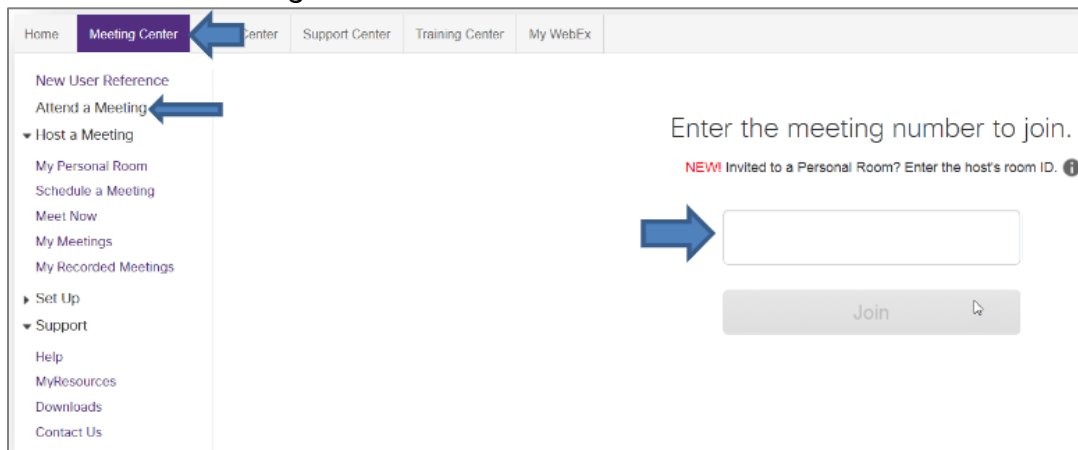 Home Meeting Center Center Support Center Training Center My WebEx
New User Reference
Attend a Meeting
Host a Meeting
My Personal Room
Schedule a Meeting
Meet Now
My Meetings
My Recorded Meetings
Set Up
Support
Help
MyResources
Downloads
Contact Us
Enter the meeting number to join.
NEW! Invited to a Personal Room? Enter the host's room ID.
Join